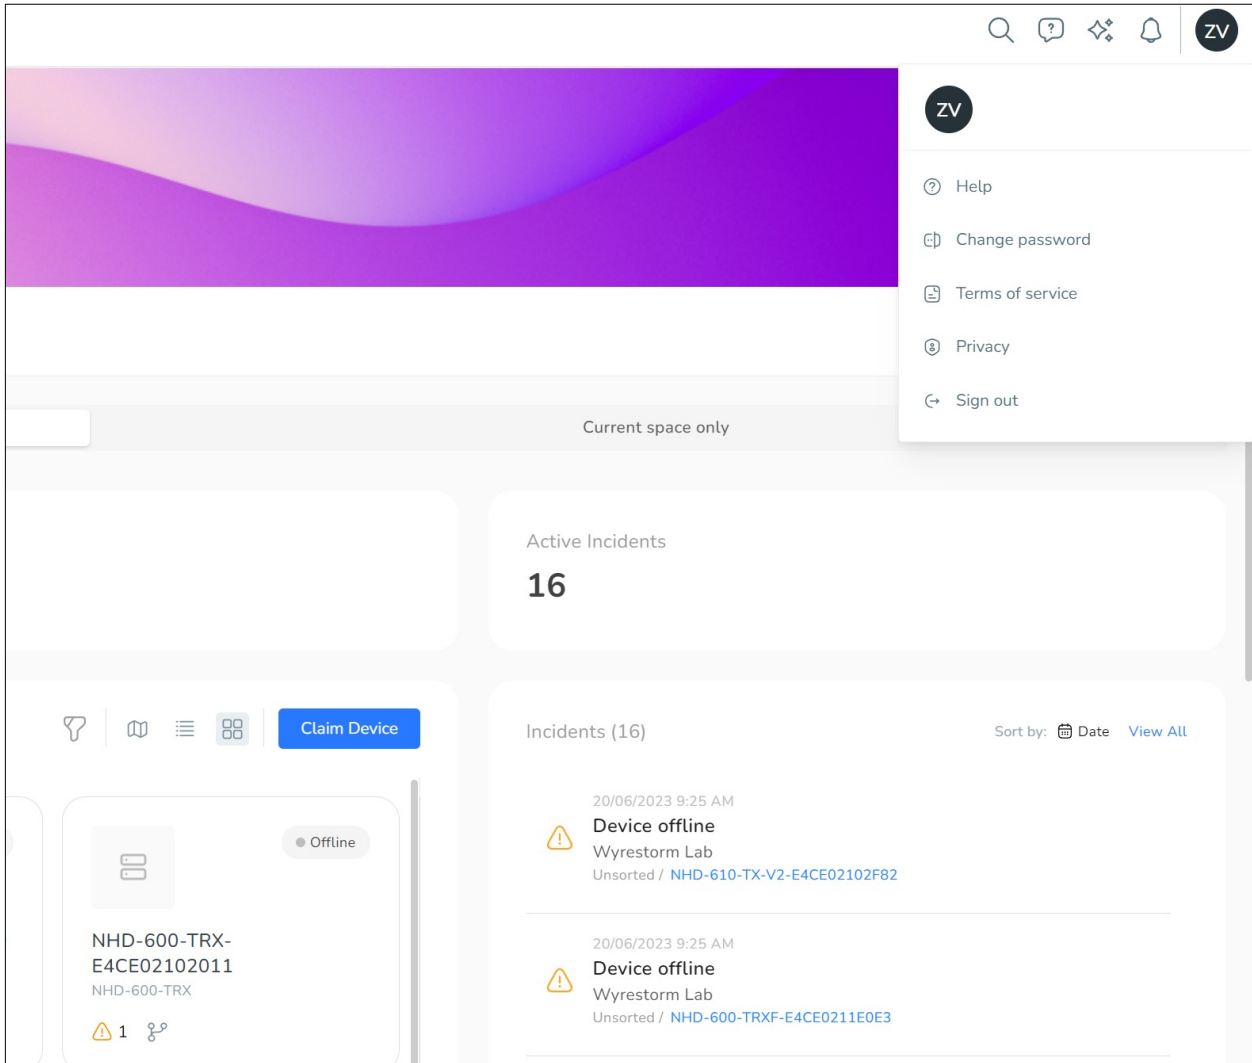 ZV
ZV
Help
Change password
Terms of service
Privacy
Sign out
Current space only
Active Incidents
16
Claim Device
Incidents (16)
Sort by: Date View All
Offline
NHD-600-TRX-
E4CE02102011
NHD-600-TRX
1
20/06/2023 9:25 AM
Device offline
Wyrestorm Lab
Unsorted / NHD-610-TX-V2-E4CE02102F82
20/06/2023 9:25 AM
Device offline
Wyrestorm Lab
Unsorted / NHD-600-TRXF-E4CE0211E0E3